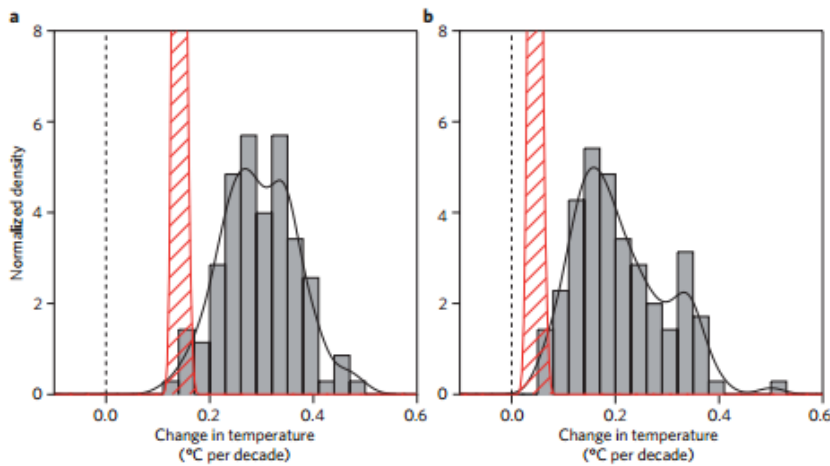 a
8
6
4
2
0
Normalized density
0.0 0.2 0.4 0.6
Change in temperature
(ºC per decade)
b
8
6
4
2
0
0.0 0.2 0.4 0.6
Change in temperature
(ºC per decade)